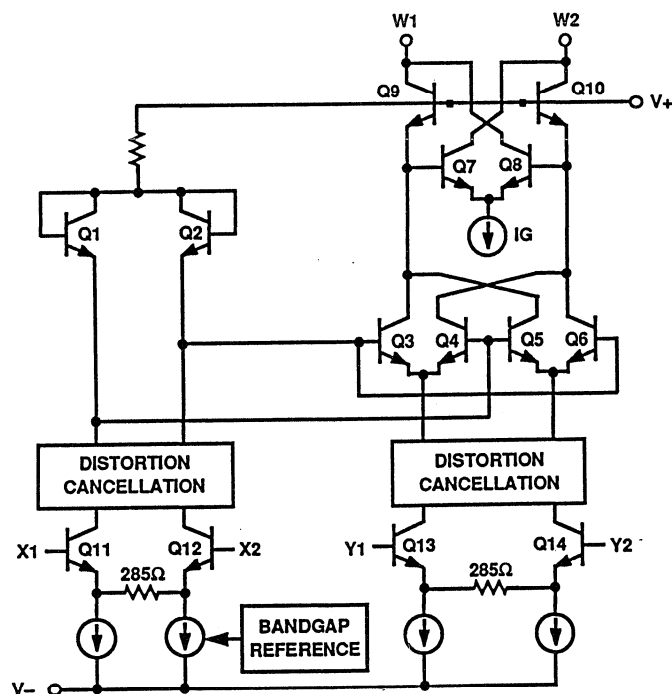 W1 W2
Q9 Q10
V+
Q7 Q8
Q1 Q2
IG
Q3 Q4 Q5 Q6
DISTORTION
CANCELLATION
DISTORTION
CANCELLATION
X1 Q11 Q12 X2
Y1 Q13 Q14 Y2
285Ω
285Ω
BANDGAP
REFERENCE
V–